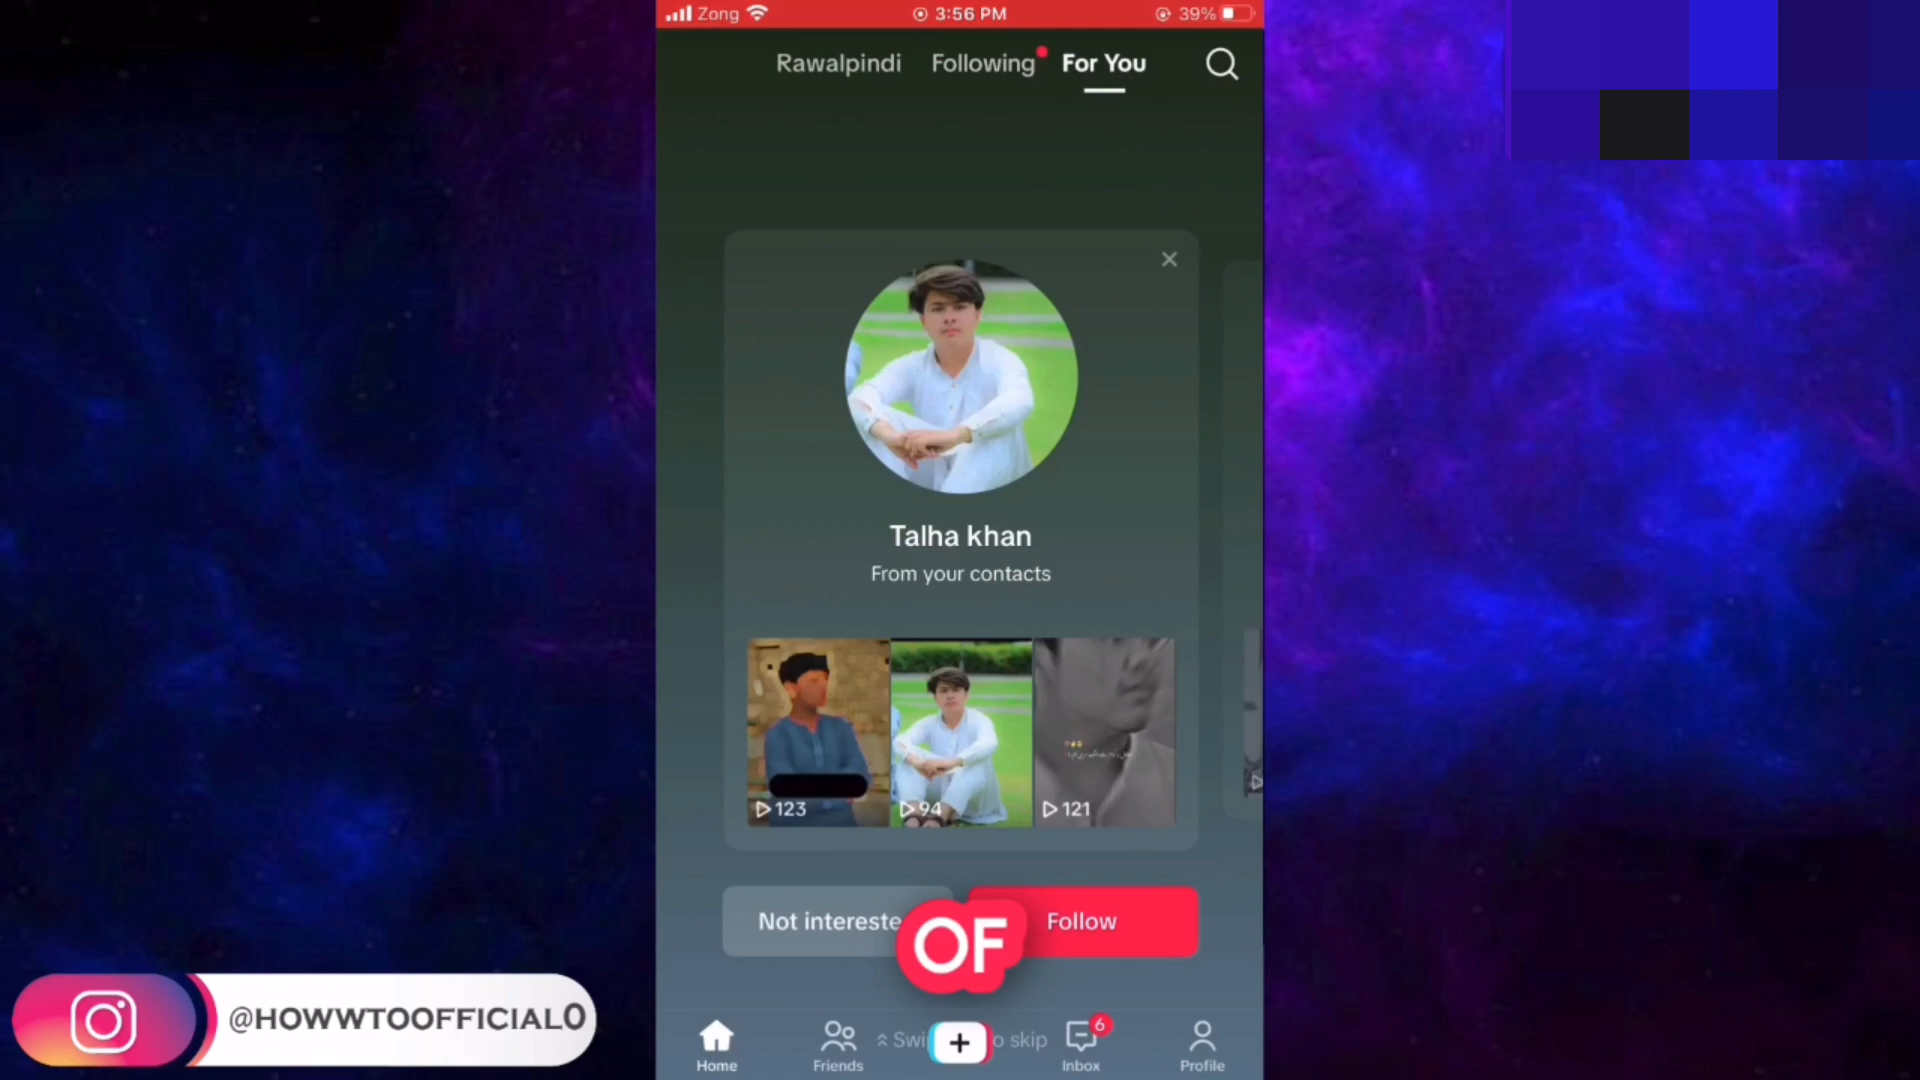 Zong
3:56 PM
39%
Rawalpindi Following For You
Talha khan
From your contacts
123 94 121
Not intereste
Follow
OF
@HOWWTOOFFICIAL0
Swi
o skip
6
Home Friends Inbox Profile